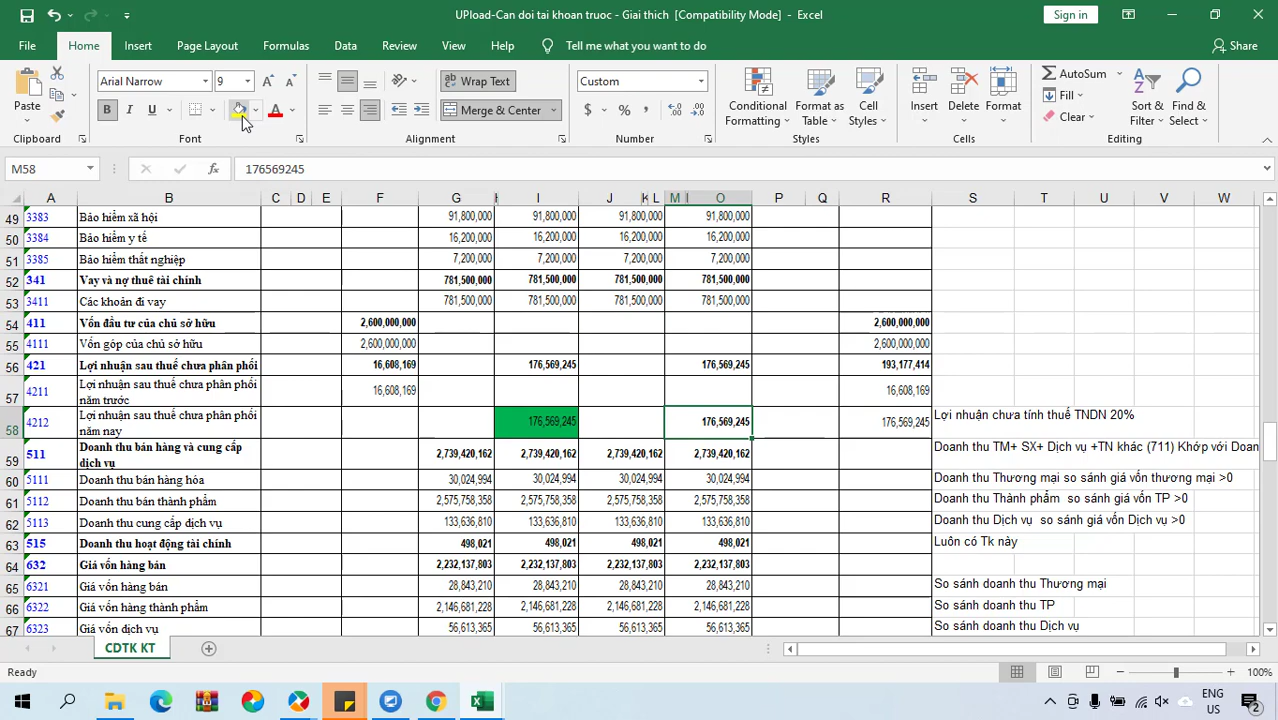 UPload-Can doi tai khoan truoc - Giai thich  [Compatibility Mode]  -  Excel
Sign in
File Home Insert Page Layout Formulas Data Review View Help Tell me what you want to do Share
Arial Narrow 9 Wrap Text Custom AutoSum
Paste B I U A Merge & Center $ % Conditional Formatting Format as Table Cell Styles Insert Delete Format Fill Clear Sort & Filter Find & Select
Clipboard Font Alignment Number Styles Cells Editing
M58 fx 176569245
A B C D E F G H I J K L M O P Q R S T U V W
49 3383 Bảo hiểm xã hội 91,800,000 91,800,000 91,800,000 91,800,000
50 3384 Bảo hiểm y tế 16,200,000 16,200,000 16,200,000 16,200,000
51 3385 Bảo hiểm thất nghiệp 7,200,000 7,200,000 7,200,000 7,200,000
52 341 Vay và nợ thuê tài chính 781,500,000 781,500,000 781,500,000 781,500,000
53 3411 Các khoản đi vay 781,500,000 781,500,000 781,500,000 781,500,000
54 411 Vốn đầu tư của chủ sở hữu 2,600,000,000 2,600,000,000
55 4111 Vốn góp của chủ sở hữu 2,600,000,000 2,600,000,000
56 421 Lợi nhuận sau thuế chưa phân phối 16,608,169 176,569,245 176,569,245 193,177,414
57 4211 Lợi nhuận sau thuế chưa phân phối năm trước 16,608,169 16,608,169
58 4212 Lợi nhuận sau thuế chưa phân phối năm nay 176,569,245 176,569,245 176,569,245 Lợi nhuận chưa tính thuế TNDN 20%
59 511 Doanh thu bán hàng và cung cấp dịch vụ 2,739,420,162 2,739,420,162 2,739,420,162 2,739,420,162 Doanh thu TM+ SX+ Dịch vụ +TN khác (711) Khớp với Doan
60 5111 Doanh thu bán hàng hóa 30,024,994 30,024,994 30,024,994 30,024,994 Doanh thu Thương mại so sánh giá vốn thương mại >0
61 5112 Doanh thu bán thành phẩm 2,575,758,358 2,575,758,358 2,575,758,358 2,575,758,358 Doanh thu Thành phẩm  so sánh giá vốn TP >0
62 5113 Doanh thu cung cấp dịch vụ 133,636,810 133,636,810 133,636,810 133,636,810 Doanh thu Dịch vụ  so sánh giá vốn Dịch vụ >0
63 515 Doanh thu hoạt động tài chính 498,021 498,021 498,021 498,021 Luôn có Tk này
64 632 Giá vốn hàng bán 2,232,137,803 2,232,137,803 2,232,137,803 2,232,137,803
65 6321 Giá vốn hàng bán 28,843,210 28,843,210 28,843,210 28,843,210 So sánh doanh thu Thương mại
66 6322 Giá vốn hàng thành phẩm 2,146,681,228 2,146,681,228 2,146,681,228 2,146,681,228 So sánh doanh thu TP
67 6323 Giá vốn dịch vụ 56,613,365 56,613,365 56,613,365 56,613,365 So sánh doanh thu Dịch vụ
CDTK KT
Ready 100%
ENG
US
2